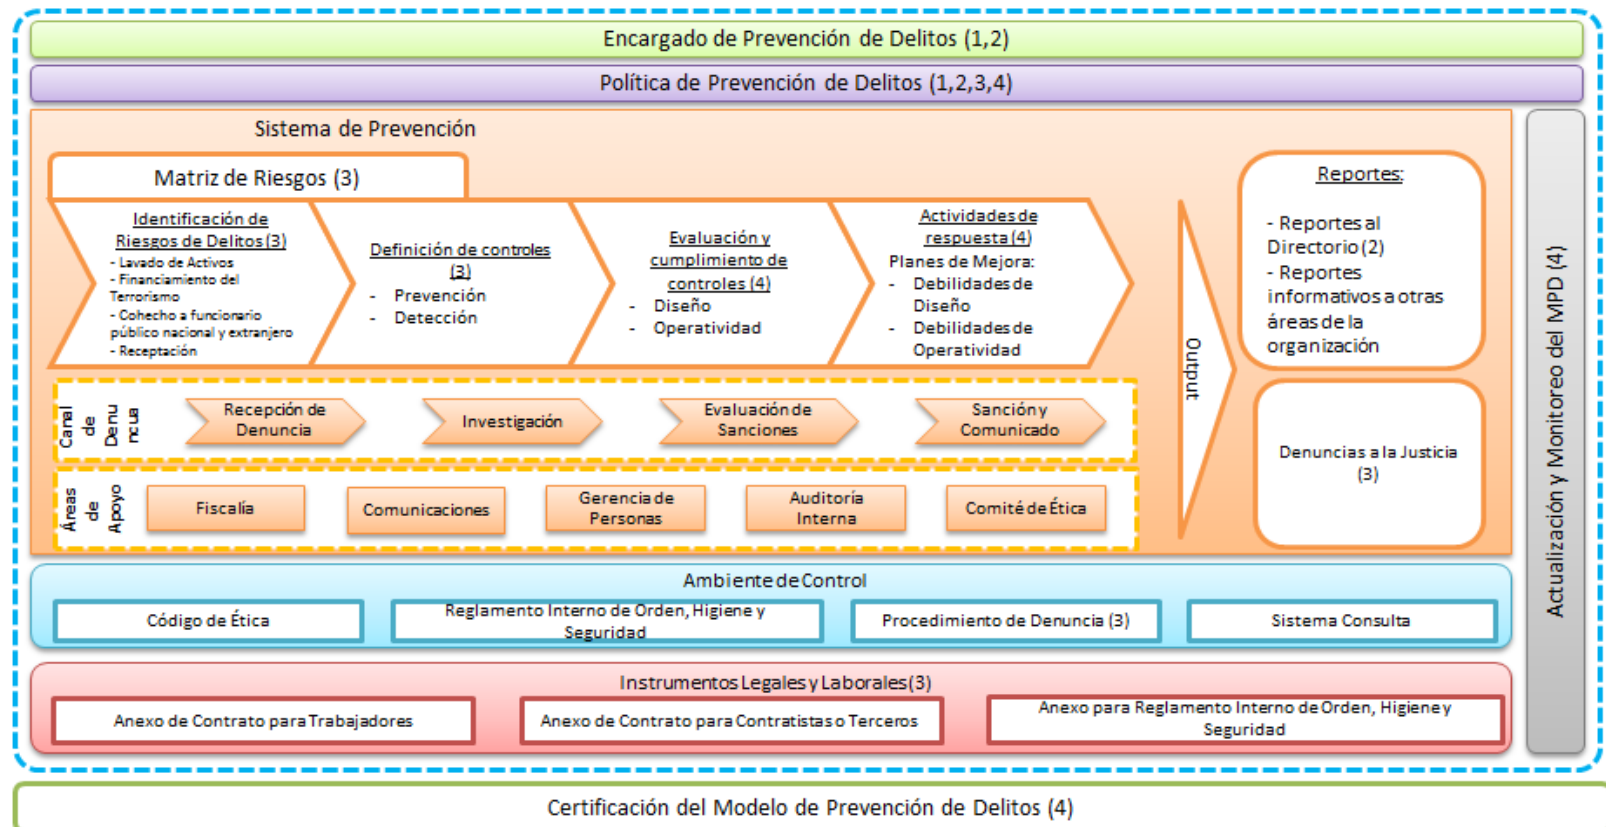 Encargado de Prevención de Delitos (1,2)
Política de Prevención de Delitos (1,2,3,4)
Sistema de Prevención
Matriz de Riesgos (3)
Identificación de
Riesgos de Delitos (3)
- Lavado de Activos
- Financiamiento del
Terrorismo
- Cohecho a funcionario
público nacional y extranjero
- Receptación
Definición de controles
(3)
- Prevención
- Detección
Evaluación y
cumplimiento de
controles (4)
- Diseño
- Operatividad
Actividades de
respuesta (4)
Planes de Mejora:
- Debilidades de
Diseño
- Debilidades de
Operatividad
Output
Reportes:
- Reportes al
Directorio (2)
- Reportes
informativos a otras
áreas de la
organización
Denuncias a la Justicia
(3)
Canal
de
Denu
ncua
Recepción de
Denuncia
Investigación
Evaluación de
Sanciones
Sanción y
Comunicado
Áreas
de
Apoyo
Fiscalía
Comunicaciones
Gerencia de
Personas
Auditoría
Interna
Comité de Ética
Ambiente de Control
Código de Ética
Reglamento Interno de Orden, Higiene y
Seguridad
Procedimiento de Denuncia (3)
Sistema Consulta
Instrumentos Legales y Laborales (3)
Anexo de Contrato para Trabajadores
Anexo de Contrato para Contratistas o Terceros
Anexo para Reglamento Interno de Orden, Higiene y
Seguridad
Actualización y Monitoreo del MPD (4)
Certificación del Modelo de Prevención de Delitos (4)